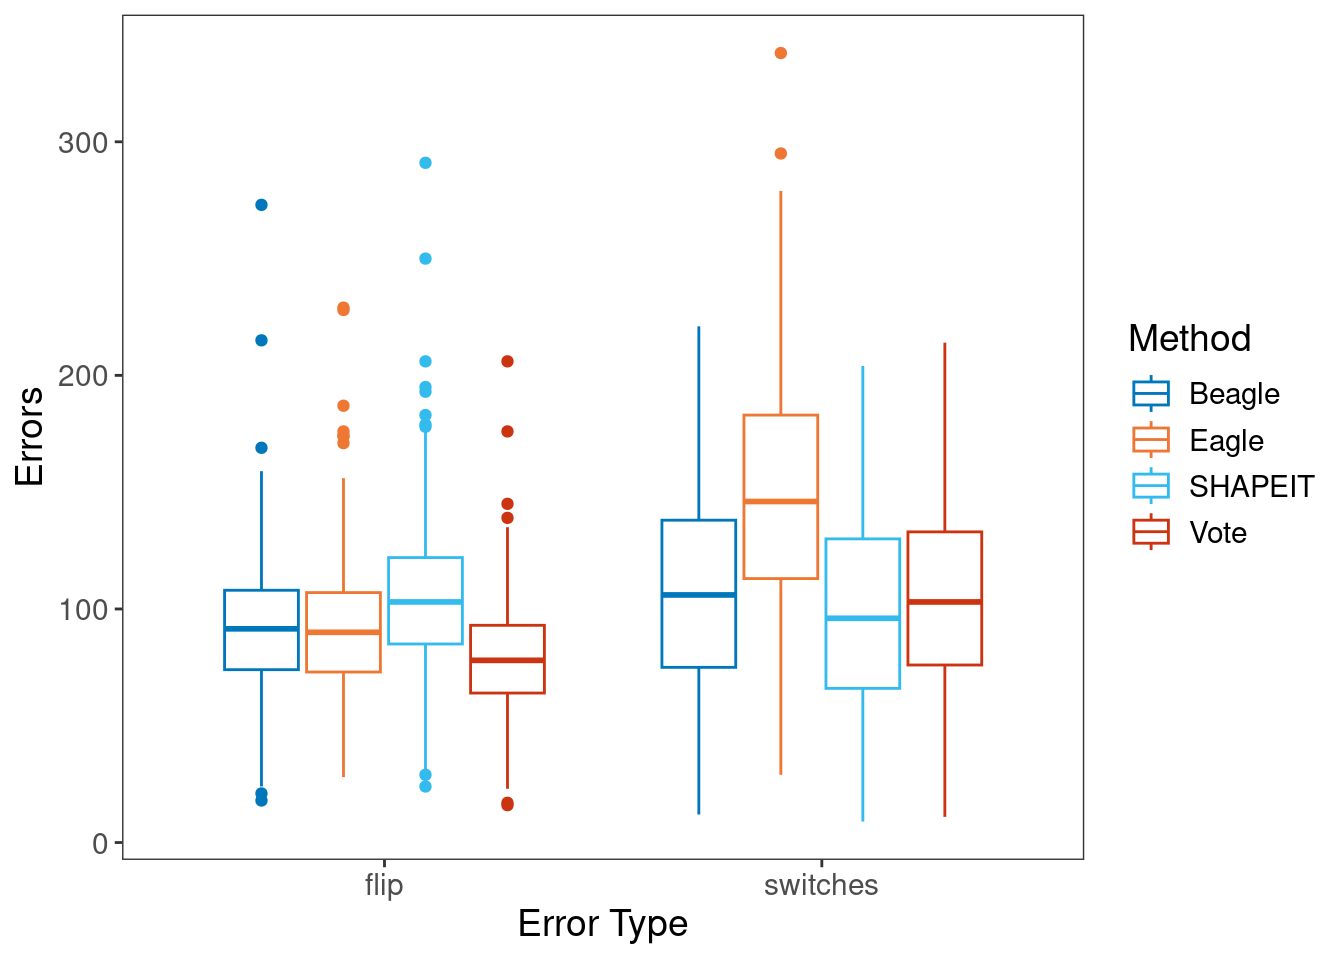 300
200
100
0
Errors
flip
switches
Error Type
Method
Beagle
Eagle
SHAPEIT
Vote